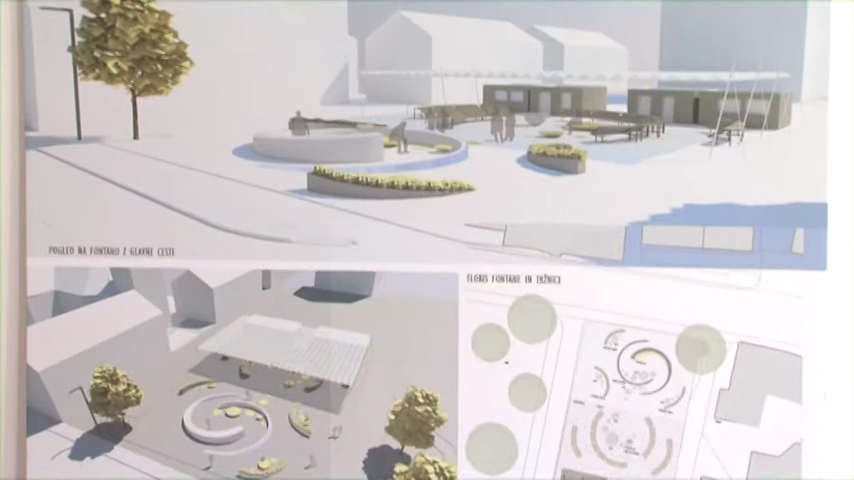 POGLED NA FONTANO Z GLAVNE CESTE
TLORIS FONTANE IN TRŽNICE